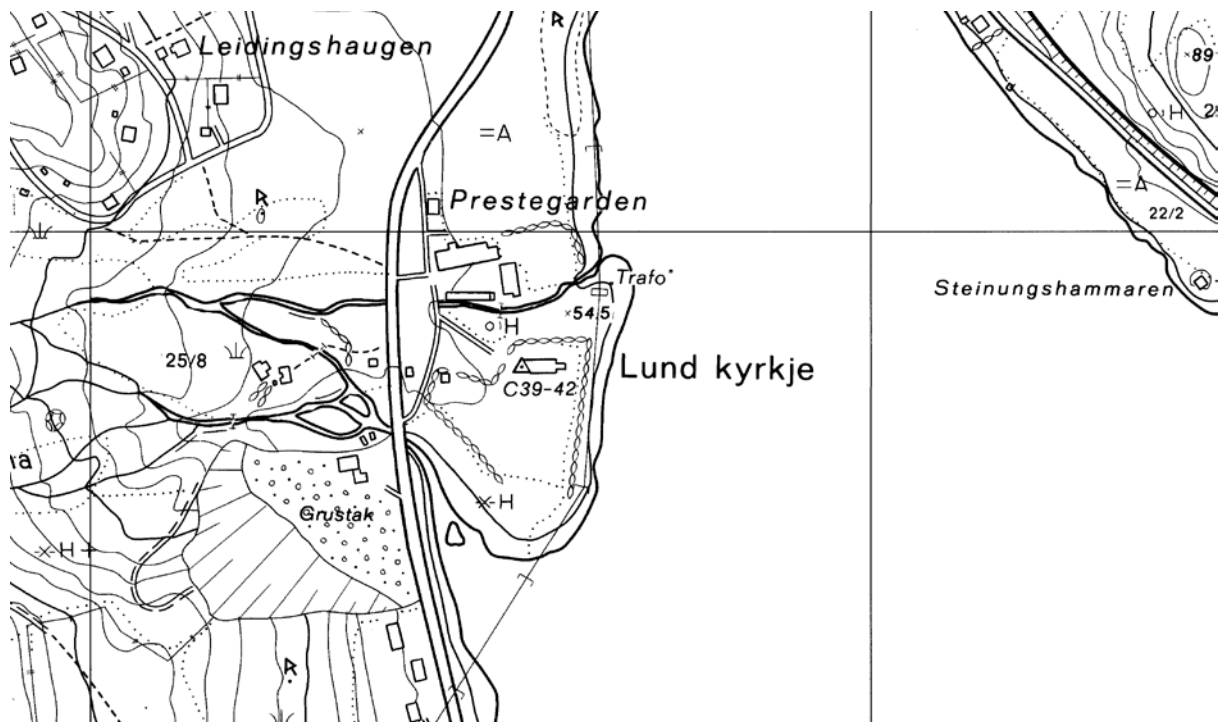 Leidingshaugen
89
H
A
A
Prestegarden
22/2
Trafo
Steinungshammaren
54.5
H
25/8
Lund kyrkje
C39-42
H
Grustak
H